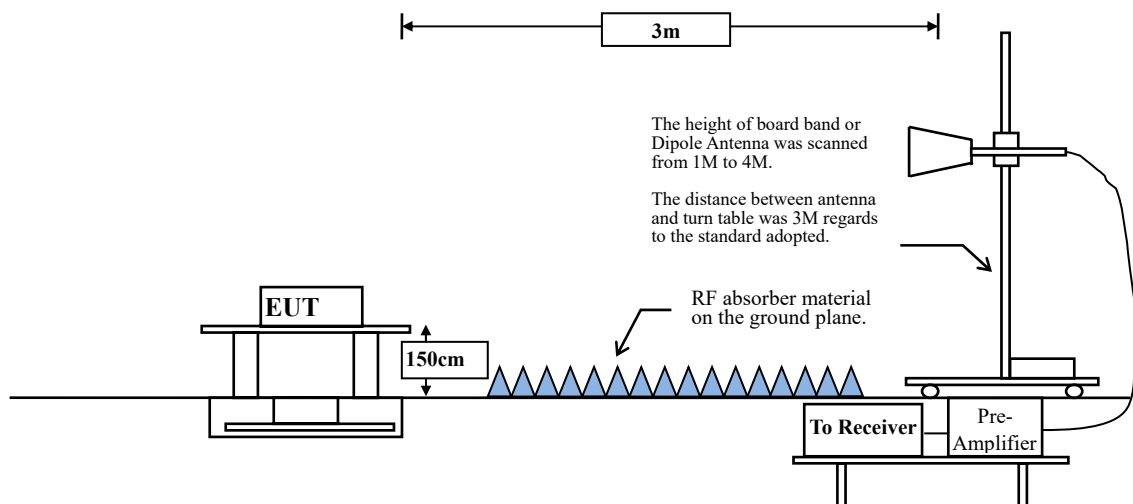 3m
The height of board band or
Dipole Antenna was scanned
from 1M to 4M.
The distance between antenna
and turn table was 3M regards
to the standard adopted.
RF absorber material
on the ground plane.
EUT
150cm
To Receiver
Pre-
Amplifier